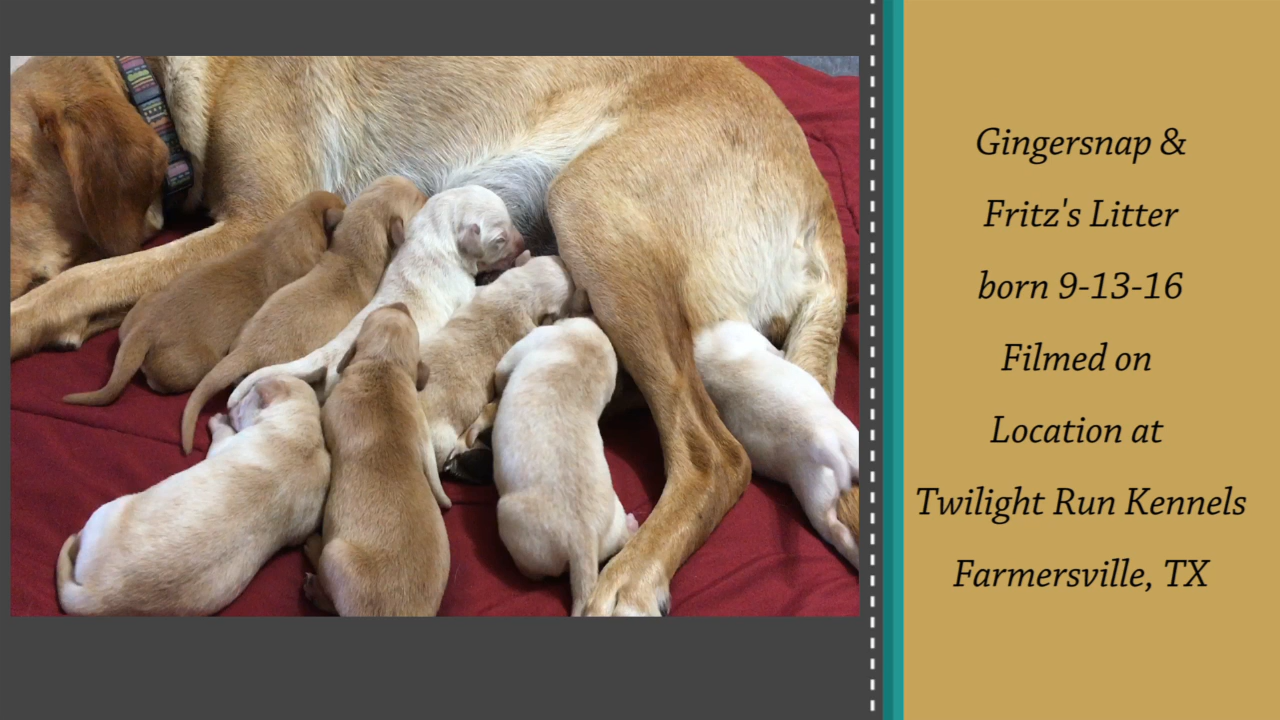 Gingersnap &
Fritz's Litter
born 9-13-16
Filmed on
Location at
Twilight Run Kennels
Farmersville, TX